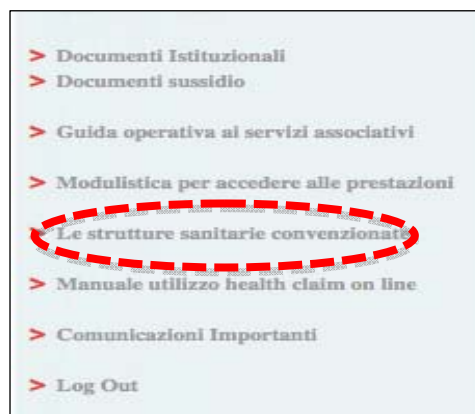 > Documenti Istituzionali
> Documenti sussidio
> Guida operativa ai servizi associativi
> Modulistica per accedere alle prestazioni
> Le strutture sanitarie convenzionate
> Manuale utilizzo health claim on line
> Comunicazioni Importanti
> Log Out